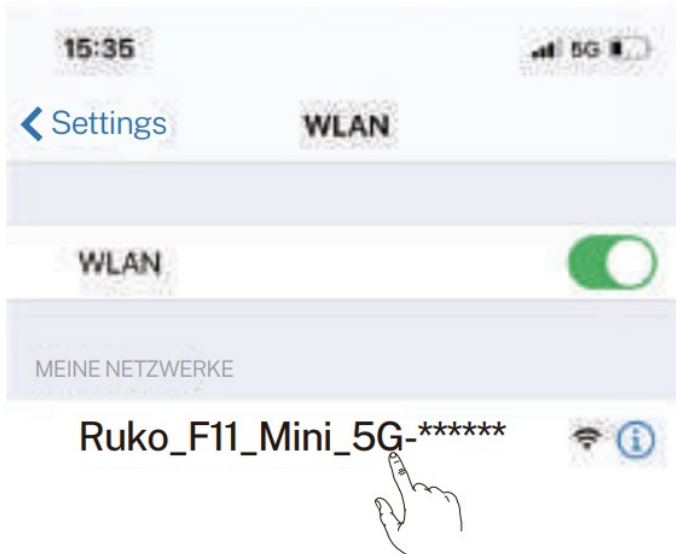 15:35 5G
Settings WLAN
WLAN
MEINE NETZWERKE
Ruko_F11_Mini_5G-******